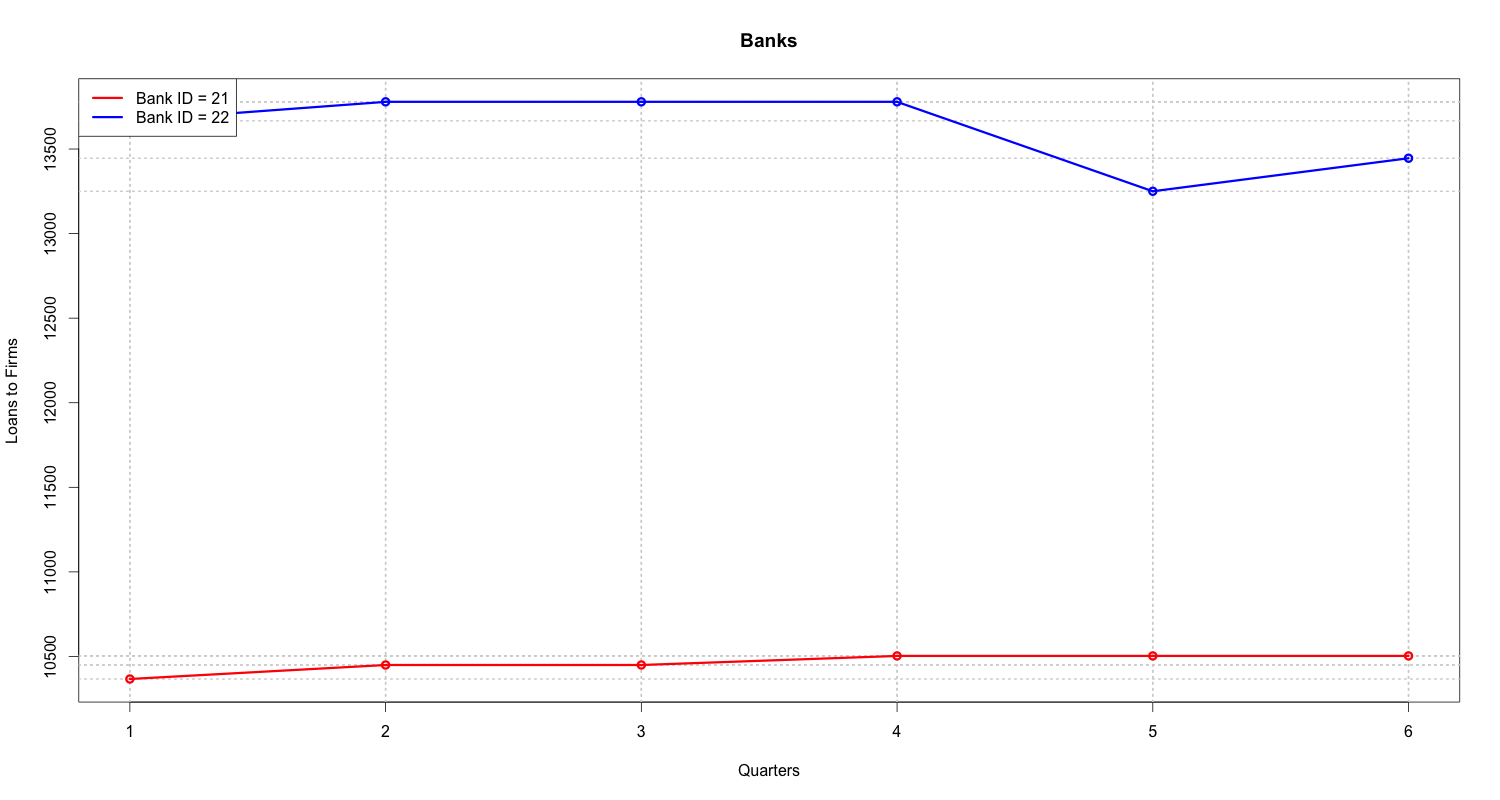 Banks
Bank ID = 21
Bank ID = 22
Loans to Firms
13500
13000
12500
12000
11500
11000
10500
1 2 3 4 5 6
Quarters